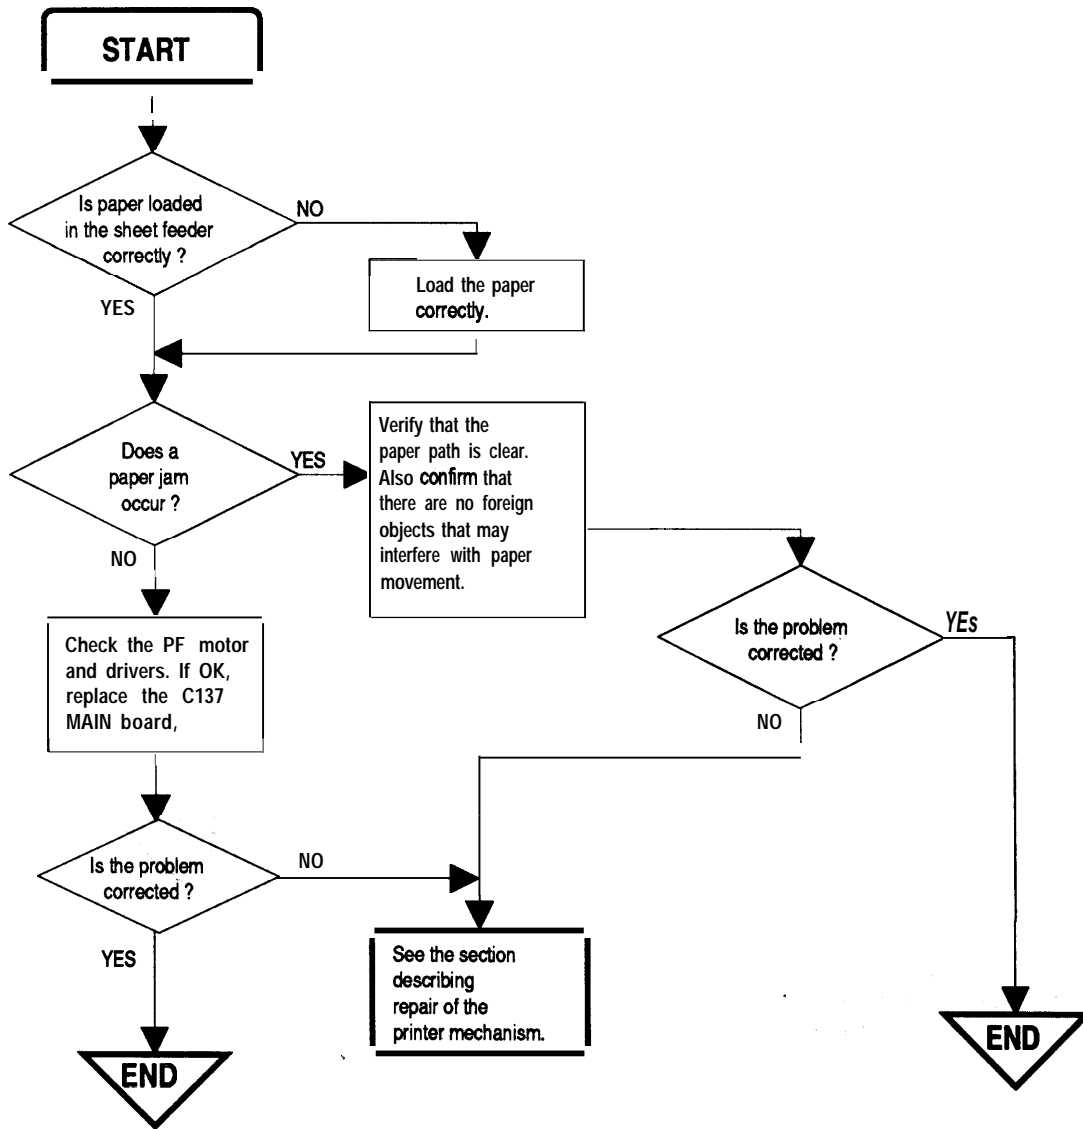 START
Is paper loaded
in the sheet feeder
correctly ?
NO
Load the paper
correctly.
YES
Does a
paper jam
occur ?
YES
Verify that the
paper path is clear.
Also confirm that
there are no foreign
objects that may
interfere with paper
movement.
NO
Is the problem
corrected ?
YEs
NO
Check the PF motor
and drivers. If OK,
replace the C137
MAIN board,
Is the problem
corrected ?
NO
YES
See the section
describing
repair of the
printer mechanism.
END
END